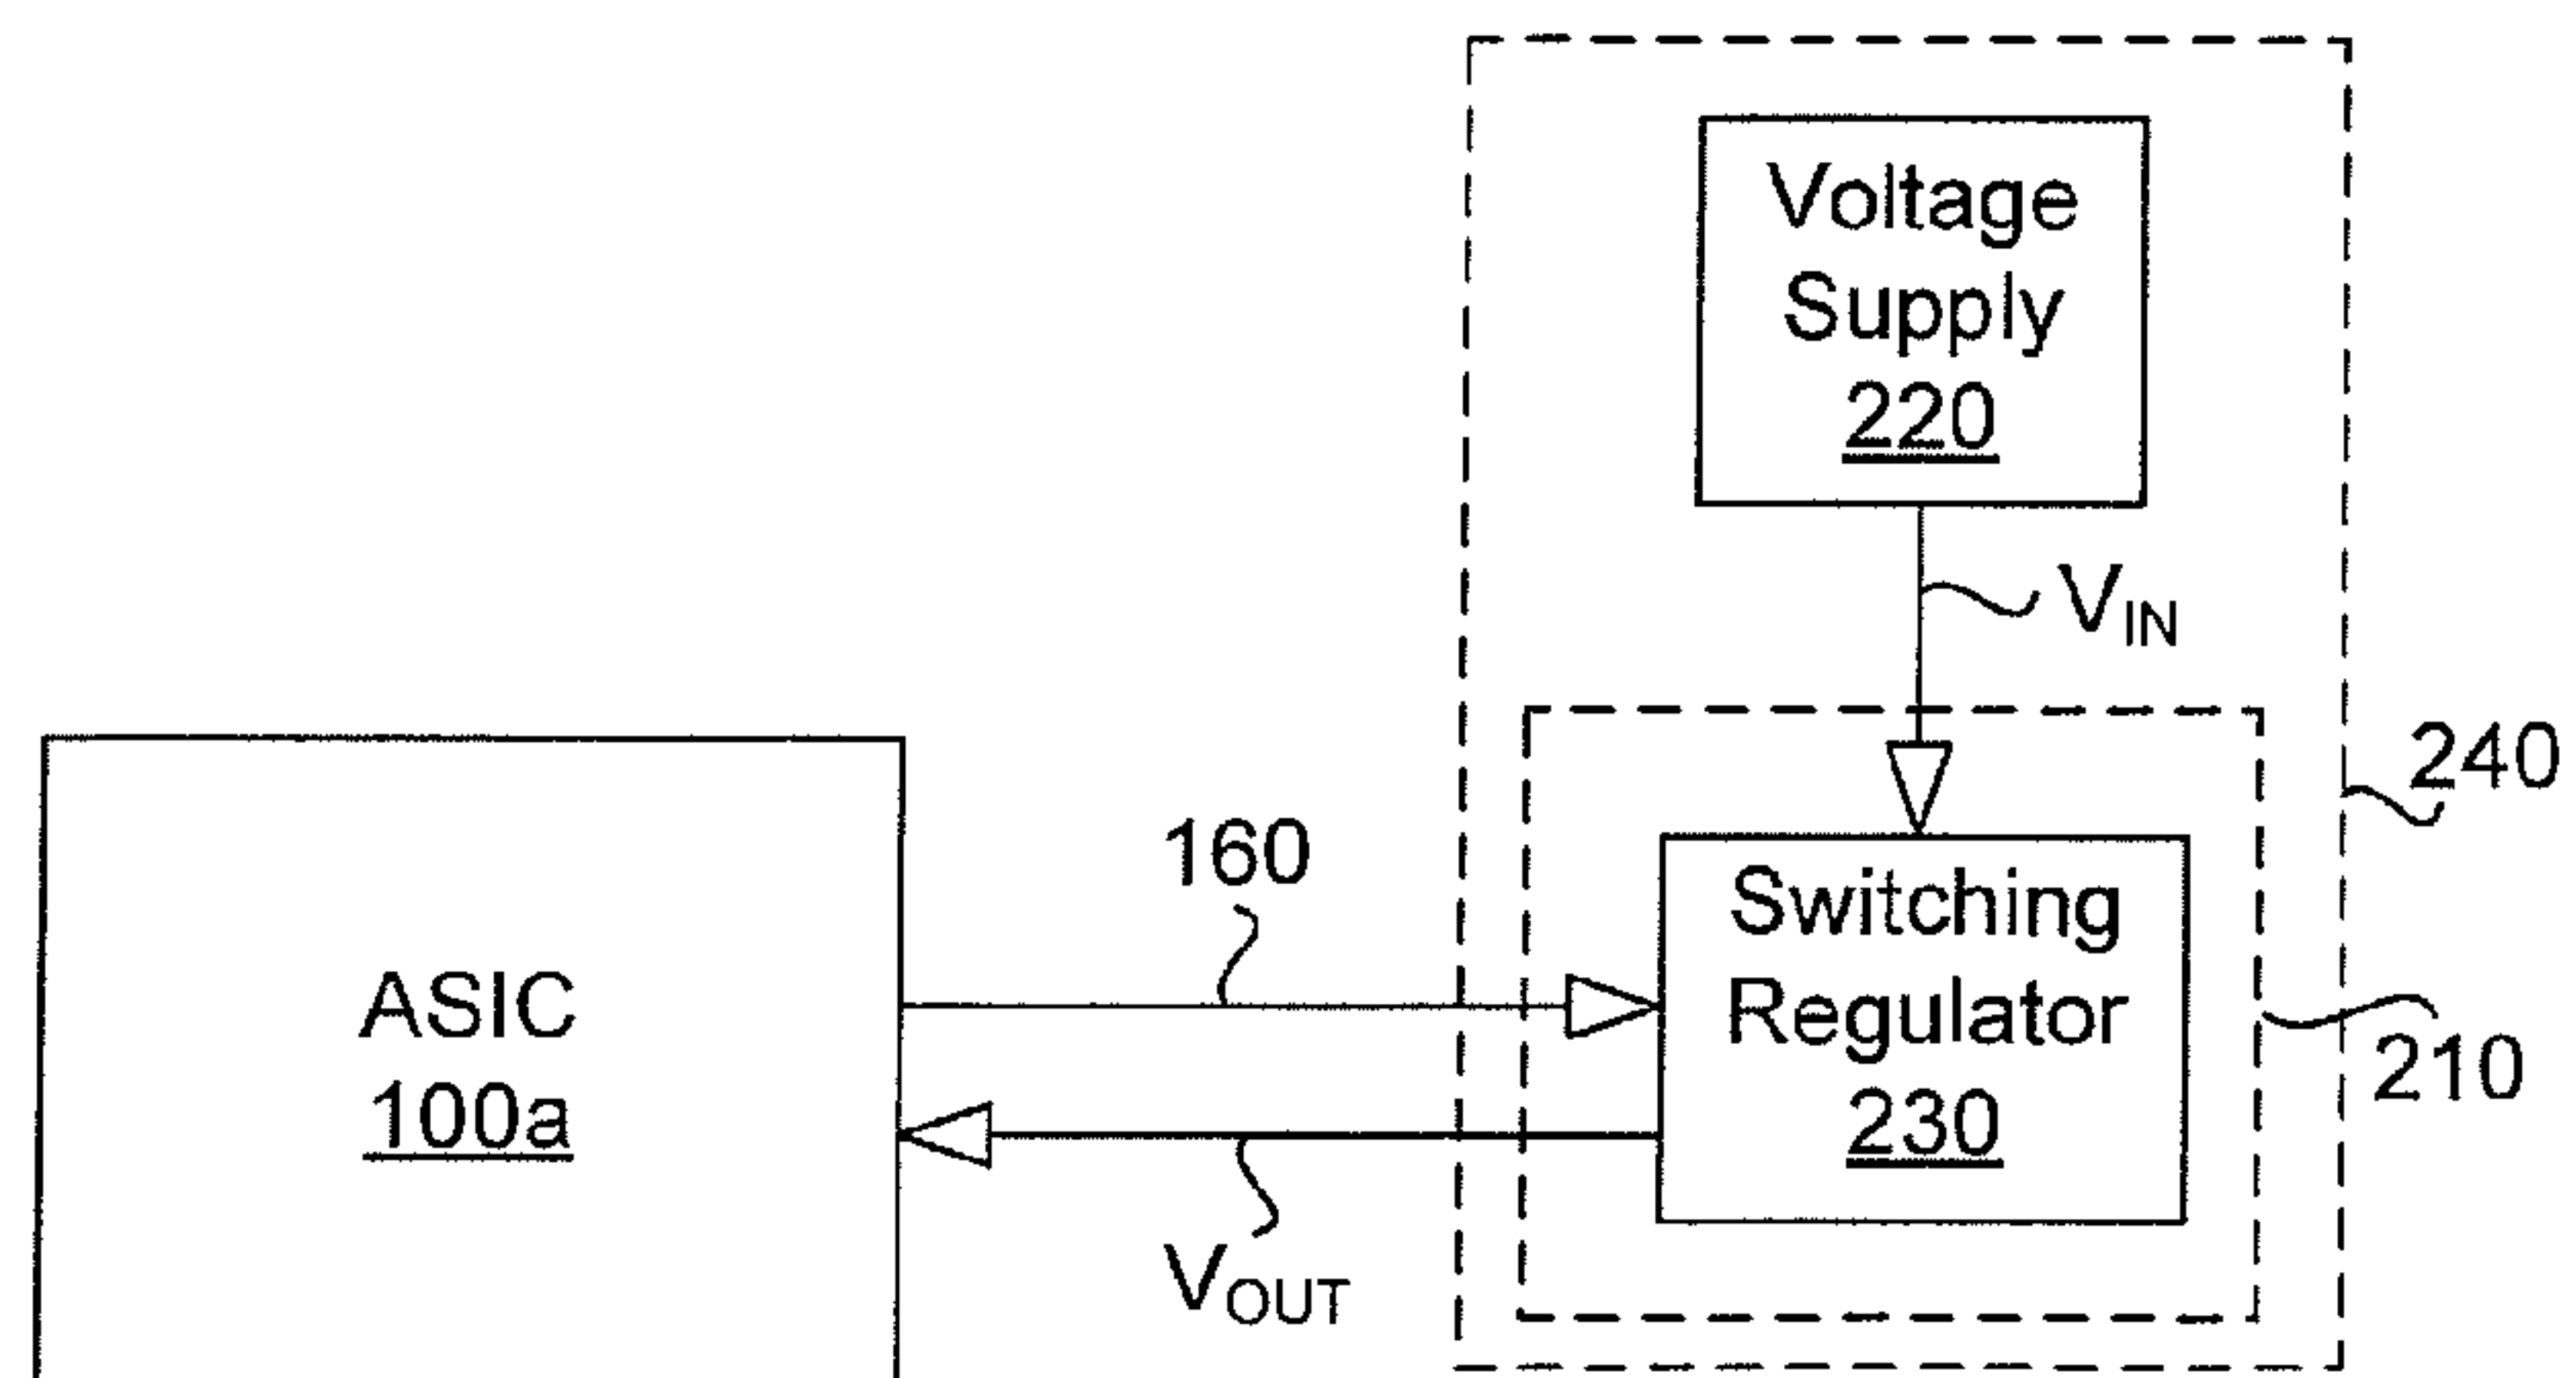 Voltage
Supply
220
VIN
240
160
Switching
Regulator
230
210
ASIC
100a
VOUT